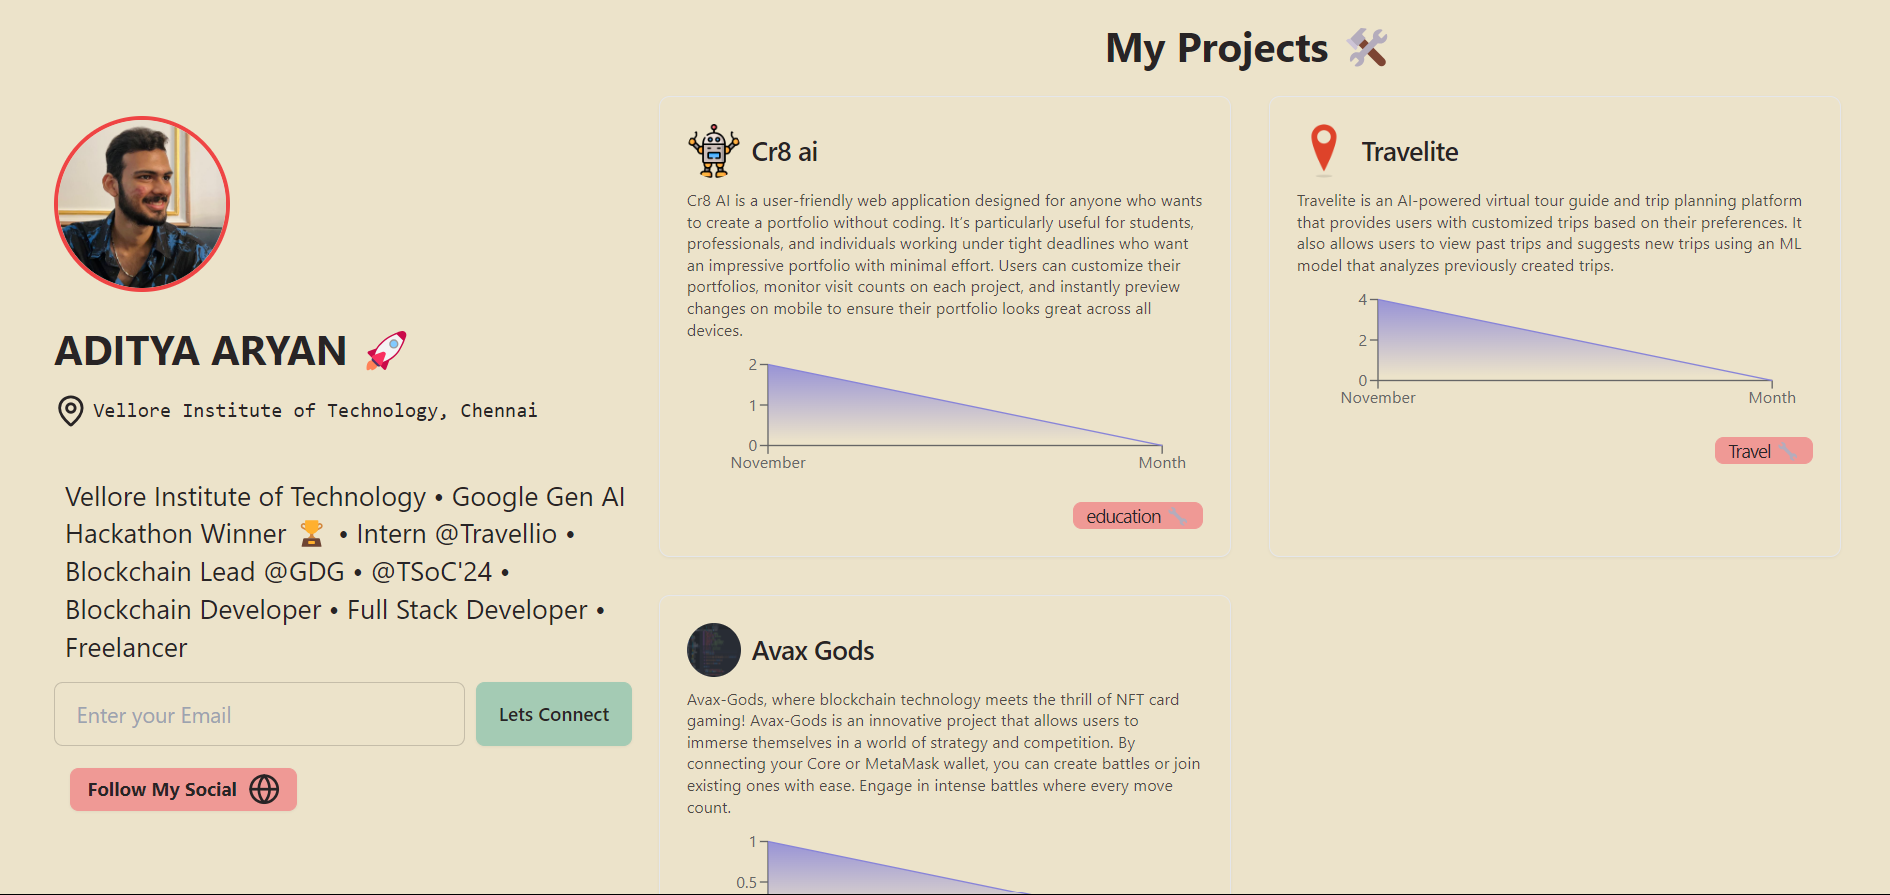 My Projects
ADITYA ARYAN
Vellore Institute of Technology, Chennai
Vellore Institute of Technology • Google Gen AI
Hackathon Winner 🏆 • Intern @Travellio •
Blockchain Lead @GDG • @TSoC'24 •
Blockchain Developer • Full Stack Developer •
Freelancer
Enter your Email
Lets Connect
Follow My Social
Cr8 ai
Cr8 AI is a user-friendly web application designed for anyone who wants
to create a portfolio without coding. It’s particularly useful for students,
professionals, and individuals working under tight deadlines who want
an impressive portfolio with minimal effort. Users can customize their
portfolios, monitor visit counts on each project, and instantly preview
changes on mobile to ensure their portfolio looks great across all
devices.
2
1
0
November
Month
education
Travelite
Travelite is an AI-powered virtual tour guide and trip planning platform
that provides users with customized trips based on their preferences. It
also allows users to view past trips and suggests new trips using an ML
model that analyzes previously created trips.
4
2
0
November
Month
Travel
Avax Gods
Avax-Gods, where blockchain technology meets the thrill of NFT card
gaming! Avax-Gods is an innovative project that allows users to
immerse themselves in a world of strategy and competition. By
connecting your Core or MetaMask wallet, you can create battles or join
existing ones with ease. Engage in intense battles where every move
count.
1
0.5